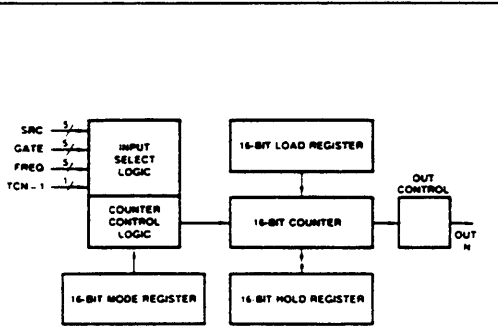 SRC 5
GATE 5
FREQ 5
TCN-1 1
INPUT
SELECT
LOGIC
COUNTER
CONTROL
LOGIC
16-BIT LOAD REGISTER
16-BIT COUNTER
OUT
CONTROL
OUT
N
16-BIT MODE REGISTER
16-BIT HOLD REGISTER